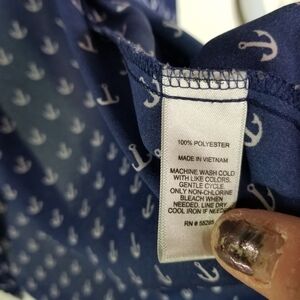 100% POLYESTER
MADE IN VIETNAM
MACHINE WASH COLD
WITH LIKE COLORS,
GENTLE CYCLE.
ONLY NON-CHLORINE
BLEACH WHEN
NEEDED. LINE DRY
COOL IRON IF NEEDED
RN #